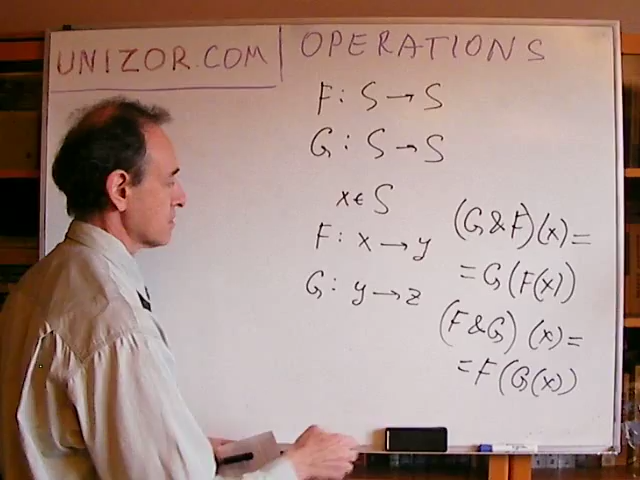 UNIZOR.COM
OPERATIONS
F: S → S
G: S → S
x ∈ S
F: x → y
G: y → z
(G & F)(x) =
= G(F(x))
(F & G)(x) =
= F(G(x))